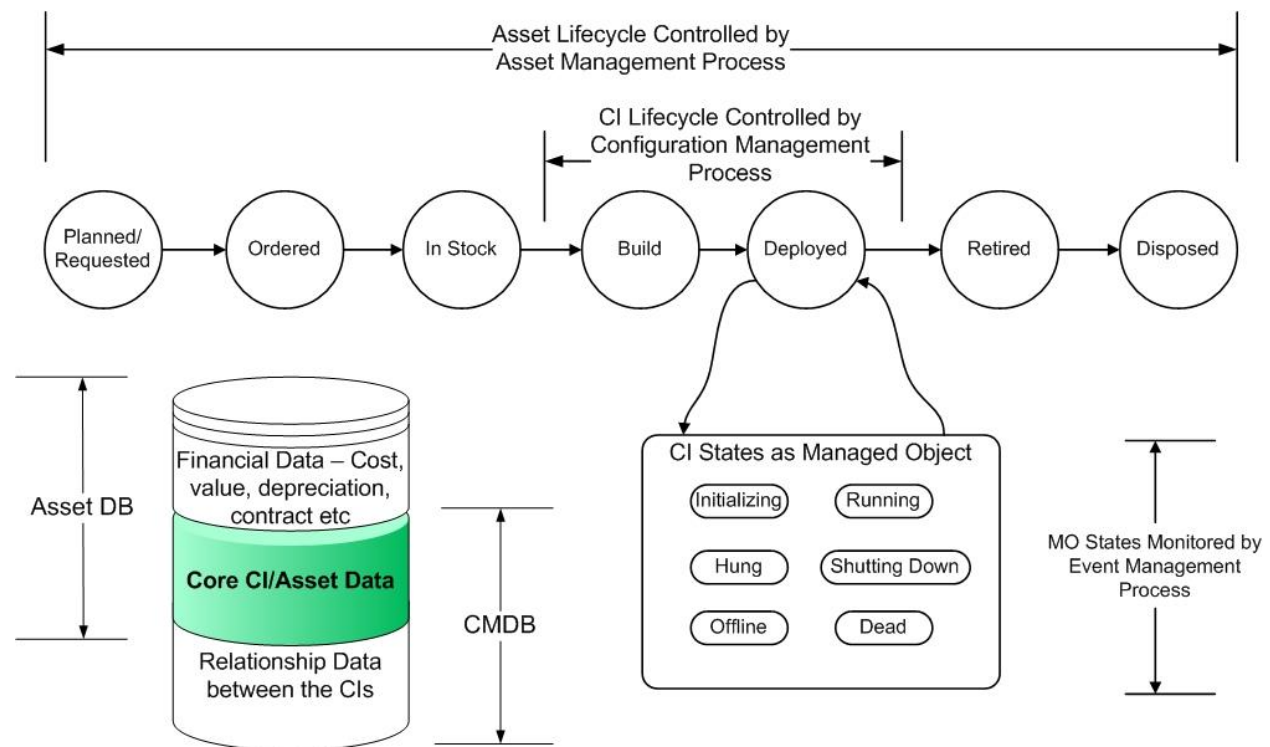 Asset Lifecycle Controlled by
Asset Management Process
CI Lifecycle Controlled by
Configuration Management
Process
Planned/
Requested
Ordered
In Stock
Build
Deployed
Retired
Disposed
Asset DB
Financial Data – Cost,
value, depreciation,
contract etc
Core CI/Asset Data
Relationship Data
between the CIs
CMDB
CI States as Managed Object
Initializing
Running
Hung
Shutting Down
Offline
Dead
MO States Monitored by
Event Management
Process